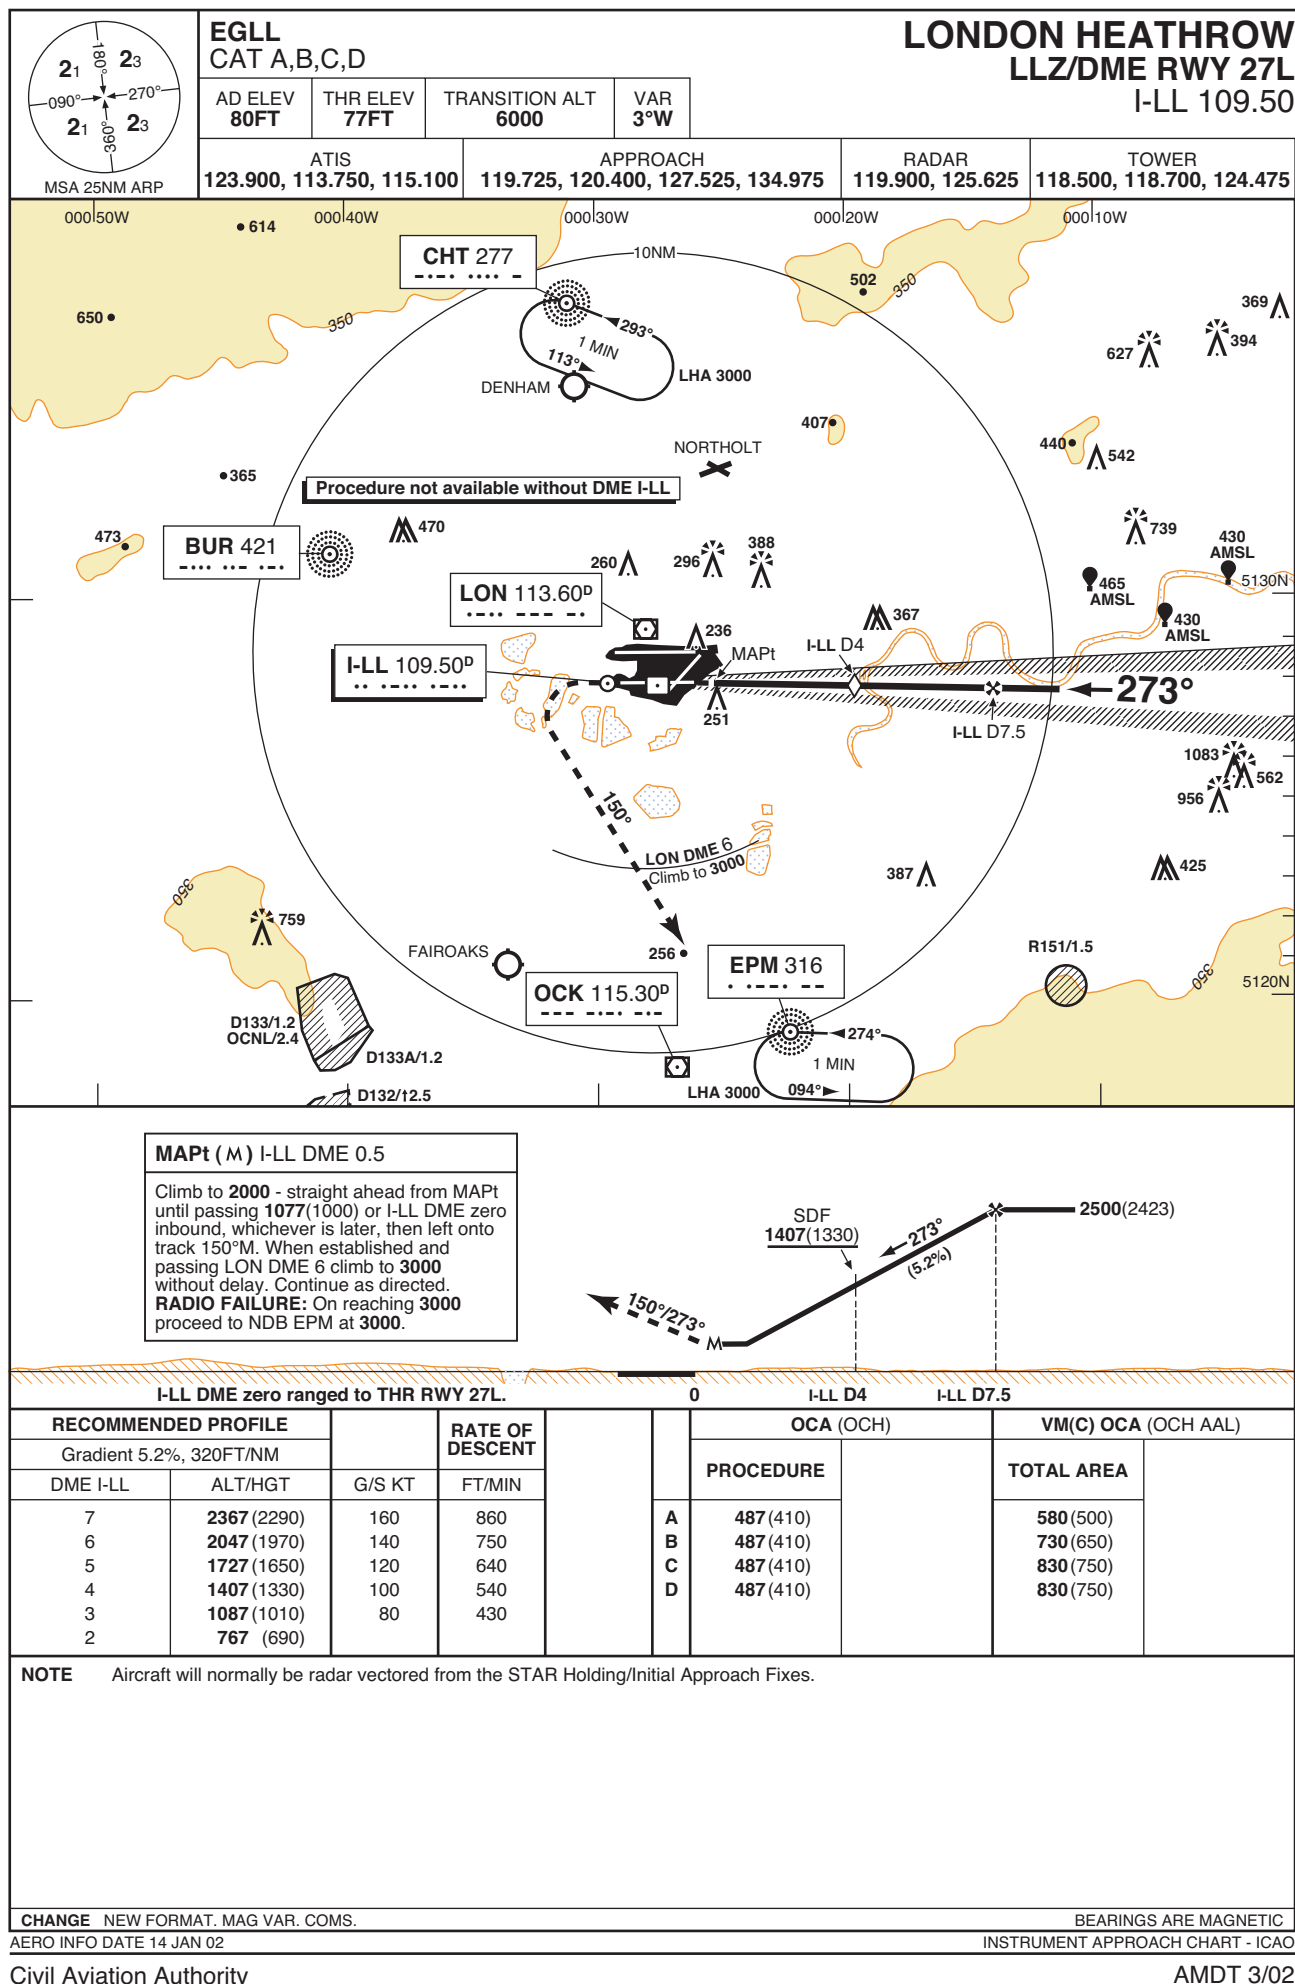 EGLL
CAT A,B,C,D
LONDON HEATHROW
LLZ/DME RWY 27L
I-LL 109.50
180°
21
23
090°
270°
21
23
360°
MSA 25NM ARP
AD ELEV
80FT
THR ELEV
77FT
TRANSITION ALT
6000
VAR
3°W
ATIS
123.900, 113.750, 115.100
APPROACH
119.725, 120.400, 127.525, 134.975
RADAR
119.900, 125.625
TOWER
118.500, 118.700, 124.475
000 50W
000 40W
000 30W
000 20W
000 10W
614
CHT 277
10NM
502
350
369
650
350
293°
1 MIN
113°
627
394
DENHAM
LHA 3000
407
440
542
NORTHOLT
365
Procedure not available without DME I-LL
473
BUR 421
470
260
296
388
739
430
AMSL
465
AMSL
5130N
LON 113.60D
430
AMSL
367
236
I-LL 109.50D
MAPt
I-LL D4
273°
251
I-LL D7.5
1083
562
956
150°
LON DME 6
Climb to 3000
387
425
350
759
FAIROAKS
256
EPM 316
R151/1.5
350
5120N
OCK 115.30D
D133/1.2
OCNL/2.4
D133A/1.2
274°
1 MIN
094°
LHA 3000
D132/†2.5
MAPt (M) I-LL DME 0.5
Climb to 2000 - straight ahead from MAPt
until passing 1077(1000) or I-LL DME zero
inbound, whichever is later, then left onto
track 150°M. When established and
passing LON DME 6 climb to 3000
without delay. Continue as directed.
RADIO FAILURE: On reaching 3000
proceed to NDB EPM at 3000.
SDF
1407(1330)
273°
(5.2%)
2500(2423)
150°/273°
M
I-LL DME zero ranged to THR RWY 27L.
0
I-LL D4
I-LL D7.5
RECOMMENDED PROFILE
Gradient 5.2%, 320FT/NM
RATE OF
DESCENT
OCA (OCH)
VM(C) OCA (OCH AAL)
PROCEDURE
TOTAL AREA
DME I-LL ALT/HGT G/S KT FT/MIN
7 2367(2290) 160 860 A 487(410) 580(500)
6 2047(1970) 140 750 B 487(410) 730(650)
5 1727(1650) 120 640 C 487(410) 830(750)
4 1407(1330) 100 540 D 487(410) 830(750)
3 1087(1010) 80 430
2 767 (690)
NOTE Aircraft will normally be radar vectored from the STAR Holding/Initial Approach Fixes.
CHANGE NEW FORMAT. MAG VAR. COMS.
BEARINGS ARE MAGNETIC
AERO INFO DATE 14 JAN 02
INSTRUMENT APPROACH CHART - ICAO
Civil Aviation Authority
AMDT 3/02